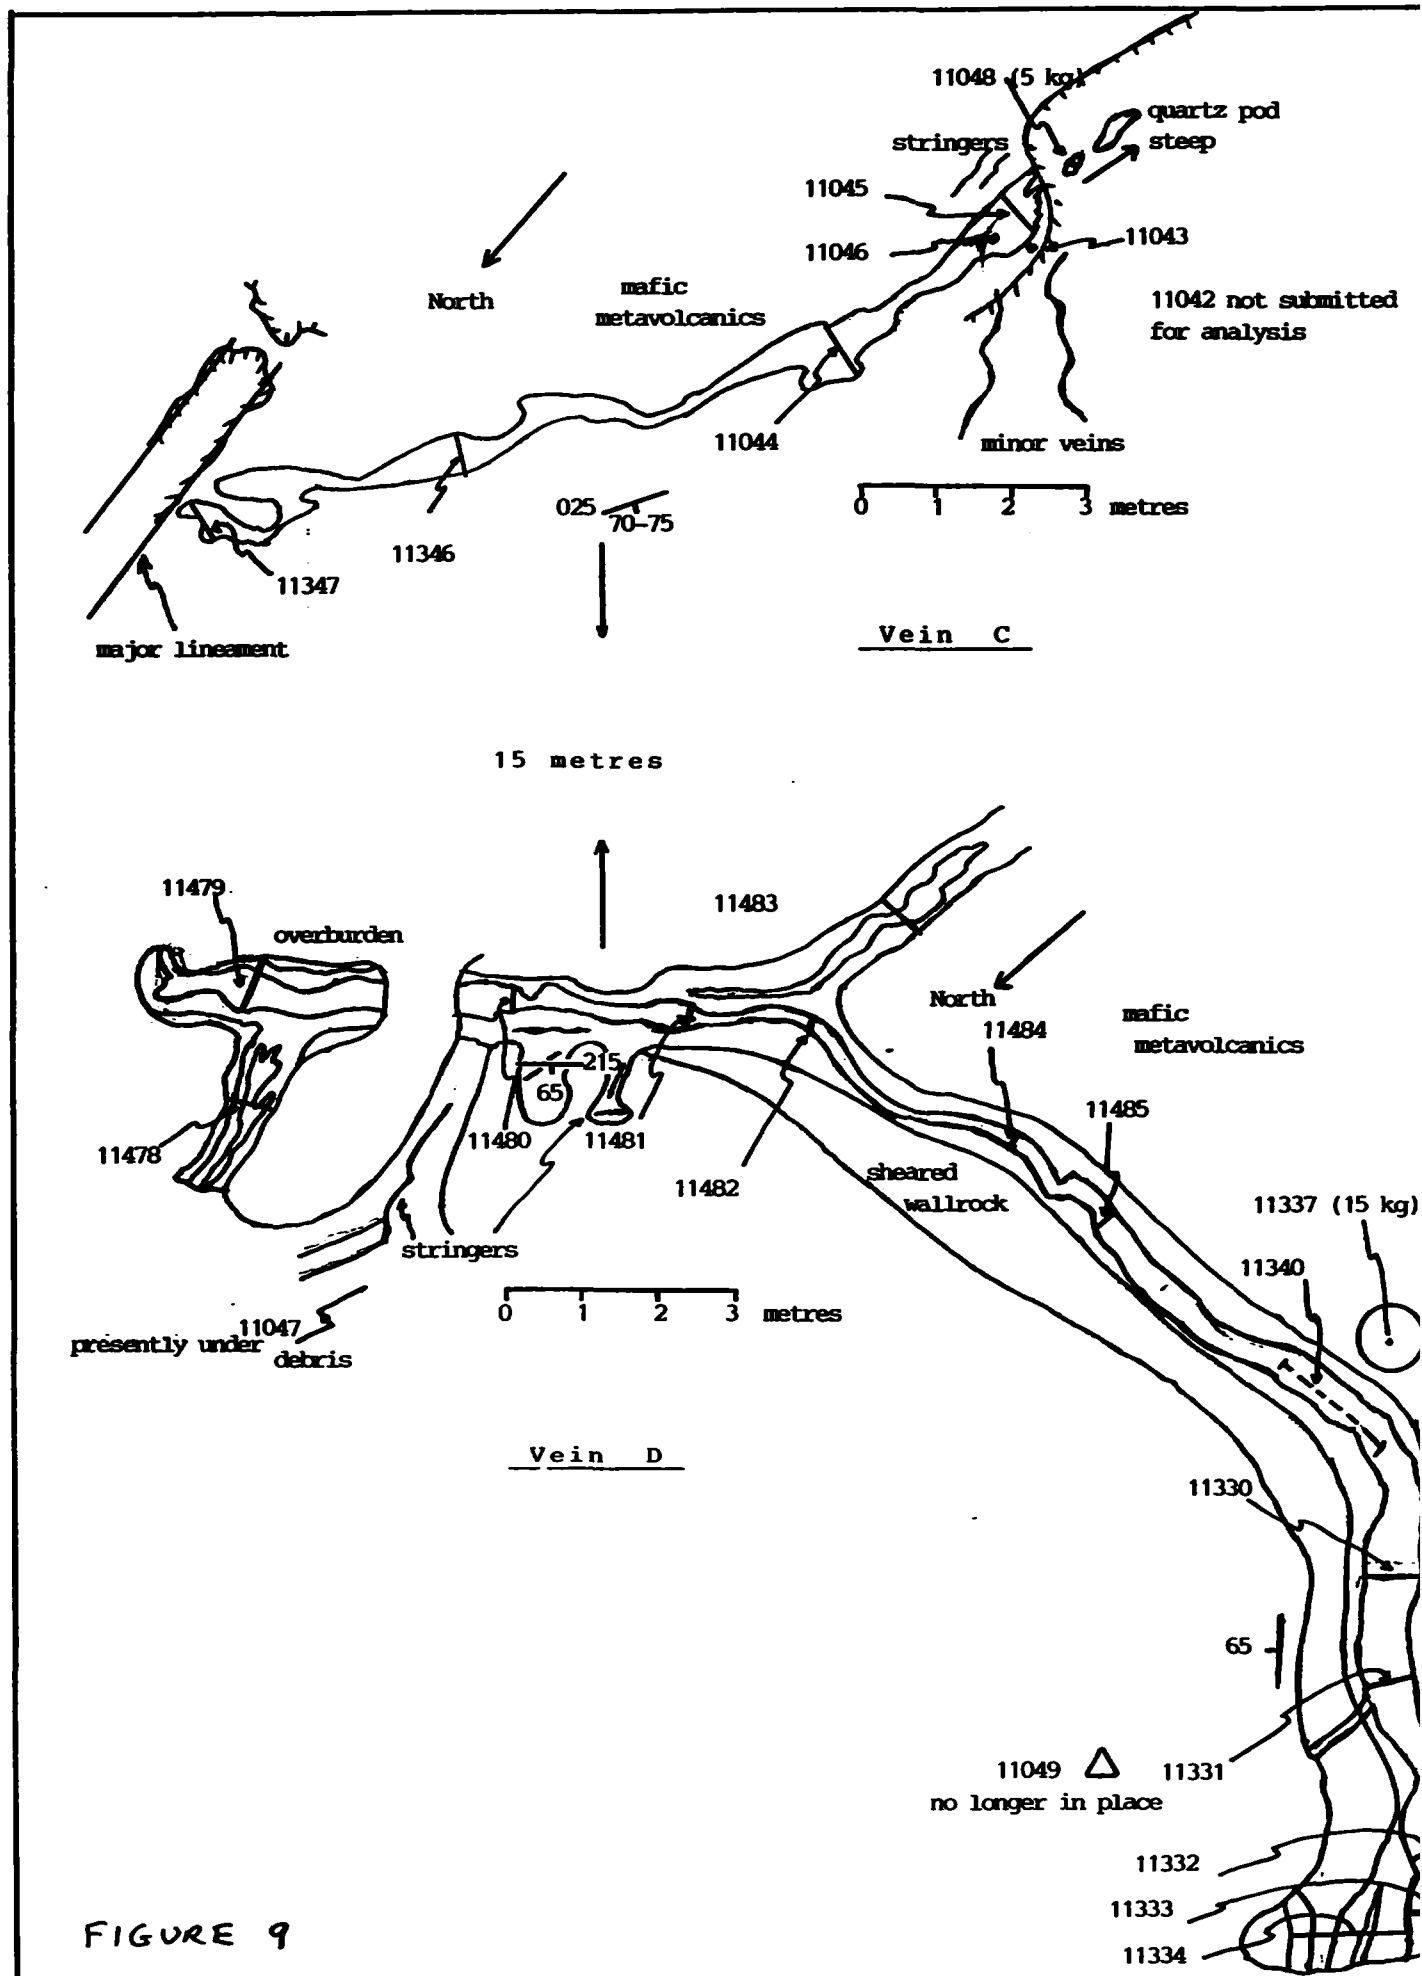 11048 (5 kg)
quartz pod
steep
stringers
11045
11046
11043
North
mafic
metavolcanics
11042 not submitted
for analysis
11044
minor veins
0 1 2 3 metres
025
70-75
11346
11347
major lineament
Vein C
15 metres
11479
overburden
11483
North
11484
mafic
metavolcanics
215
65
11485
11480
11481
11478
11482
sheared
wallrock
11337 (15 kg)
stringers
11340
0 1 2 3 metres
11047
presently under
debris
Vein D
11330
65
11049
11331
no longer in place
11332
11333
11334
FIGURE 9